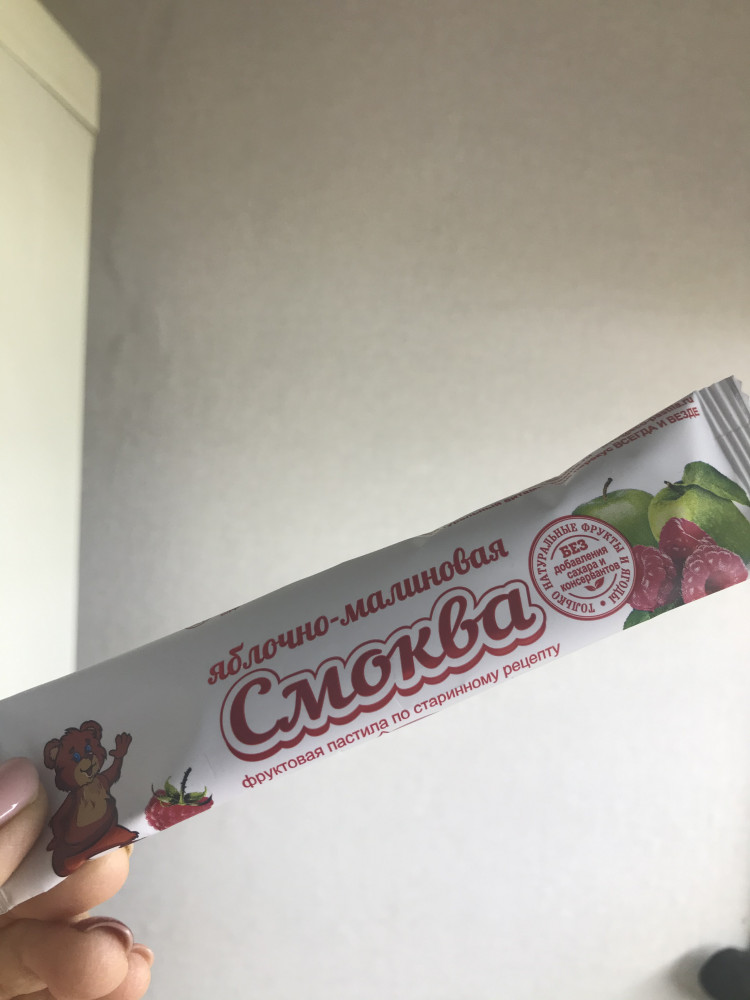 ВСЕГДА И ВЕЗДЕ
яблочно-малиновая
Смоква
фруктовая пастила по старинному рецепту
ТОЛЬКО НАТУРАЛЬНЫЕ ФРУКТЫ И ЯГОДЫ
БЕЗ
добавления
сахара и
консервантов